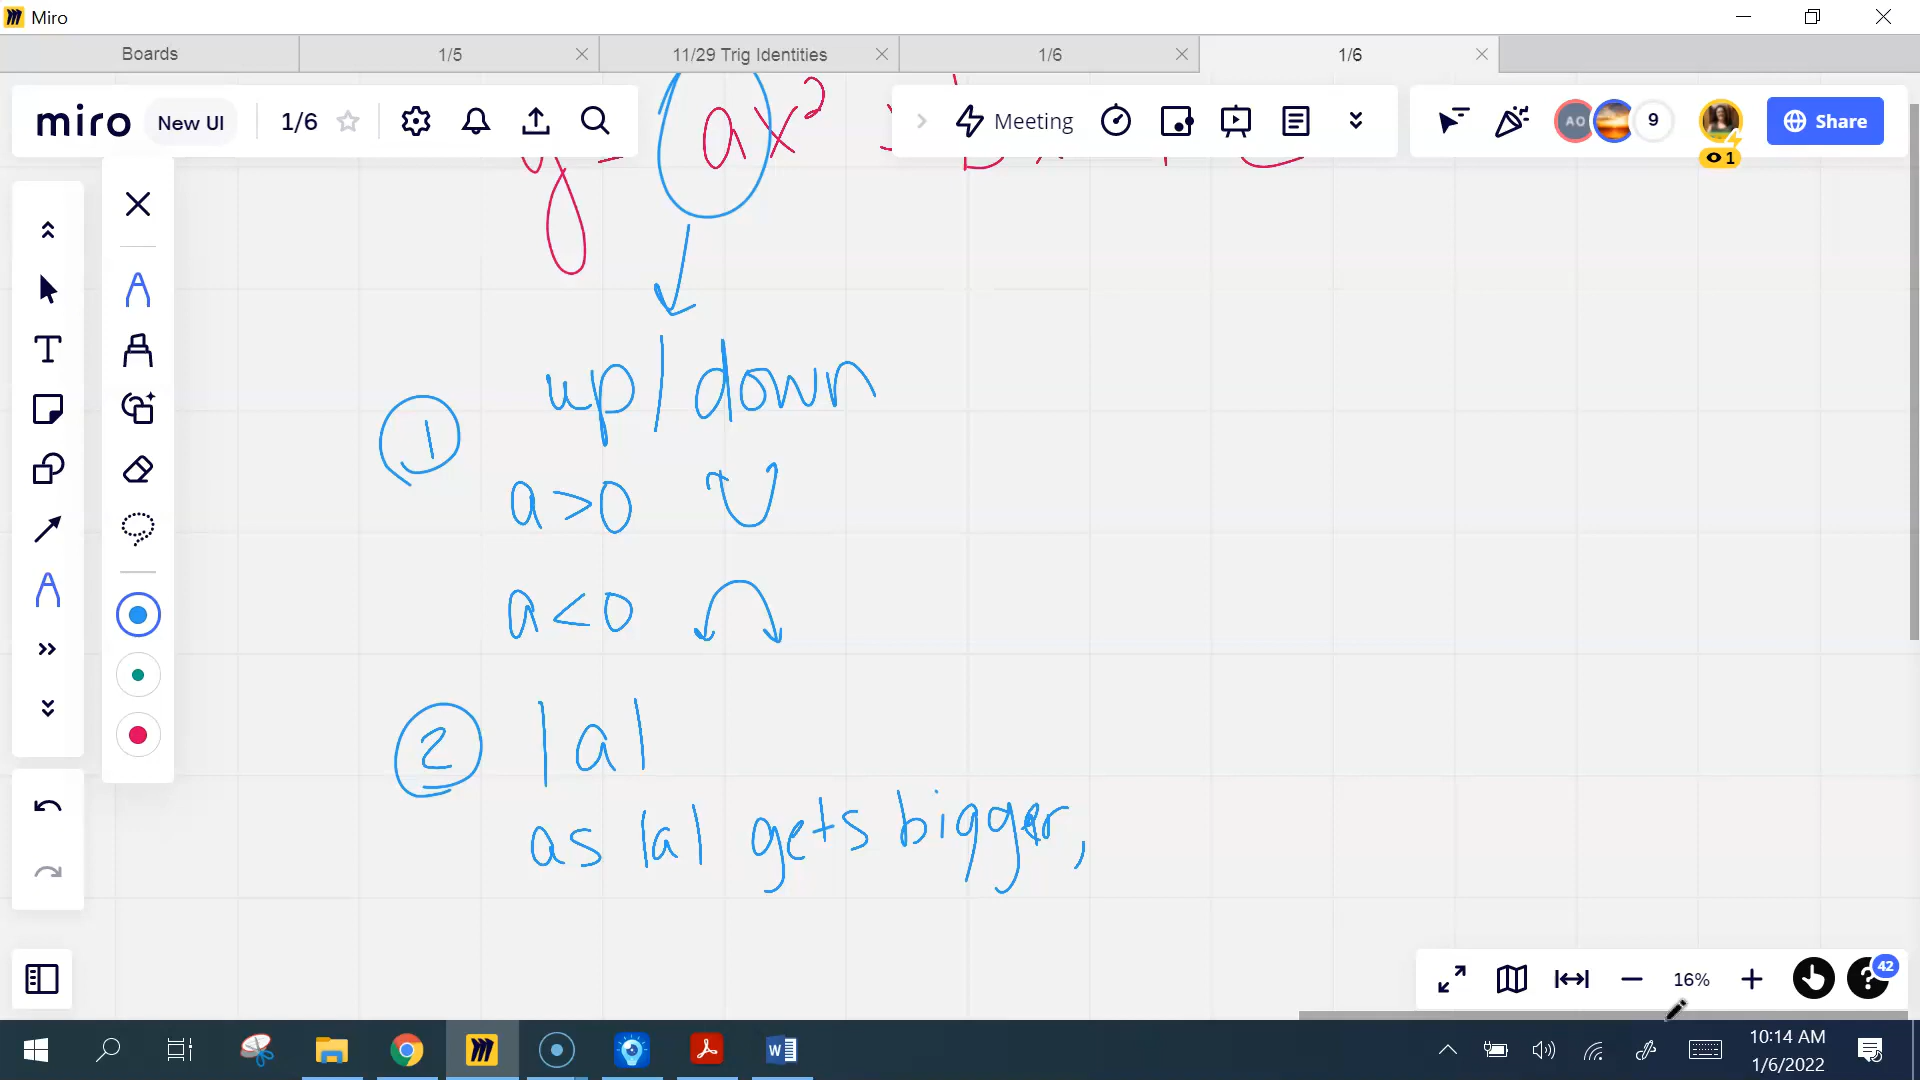 Miro
Boards 1/5 11/29 Trig Identities 1/6 1/6
miro New UI 1/6 Meeting AO 9 Share
1
y = ax²
up/down
①
a>0
a<0
② |a|
as |a| gets bigger,
42
16%
10:14 AM
1/6/2022